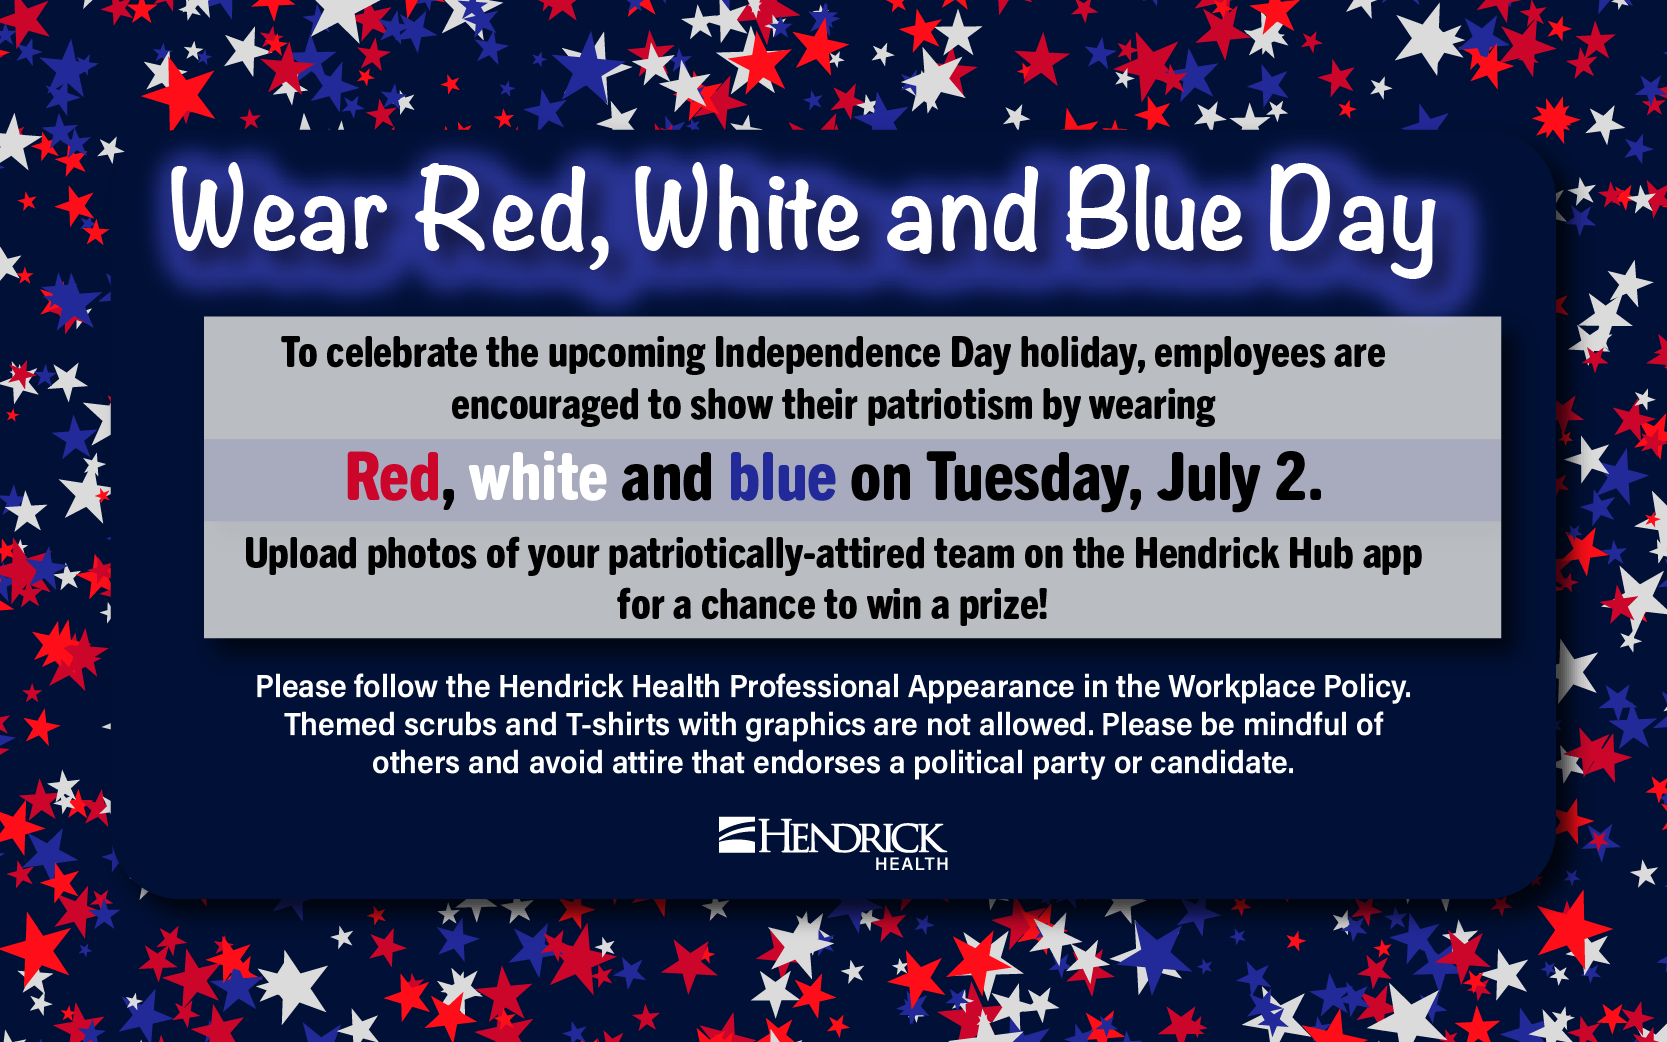 Wear Red, White and Blue Day
To celebrate the upcoming Independence Day holiday, employees are
encouraged to show their patriotism by wearing
Red, white and blue on Tuesday, July 2.
Upload photos of your patriotically-attired team on the Hendrick Hub app
for a chance to win a prize!
Please follow the Hendrick Health Professional Appearance in the Workplace Policy.
Themed scrubs and T-shirts with graphics are not allowed. Please be mindful of
others and avoid attire that endorses a political party or candidate.
HENDRICK
HEALTH